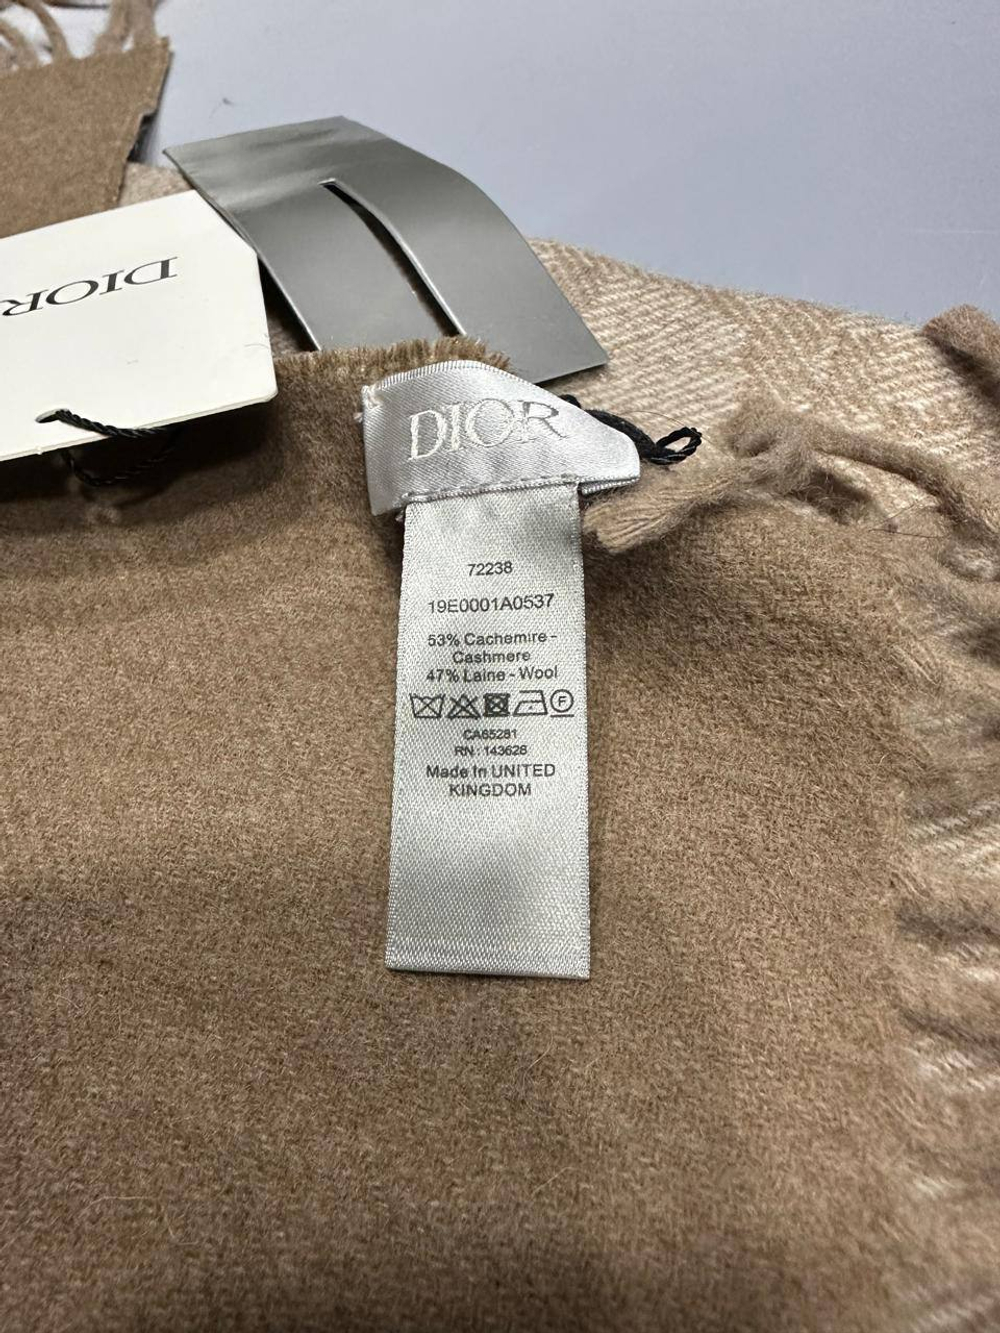 DIOR
DIOR
72238
19E0001A0537
53% Cachemire -
Cashmere
47% Laine - Wool
F
CA65281
RN: 143628
Made In UNITED
KINGDOM